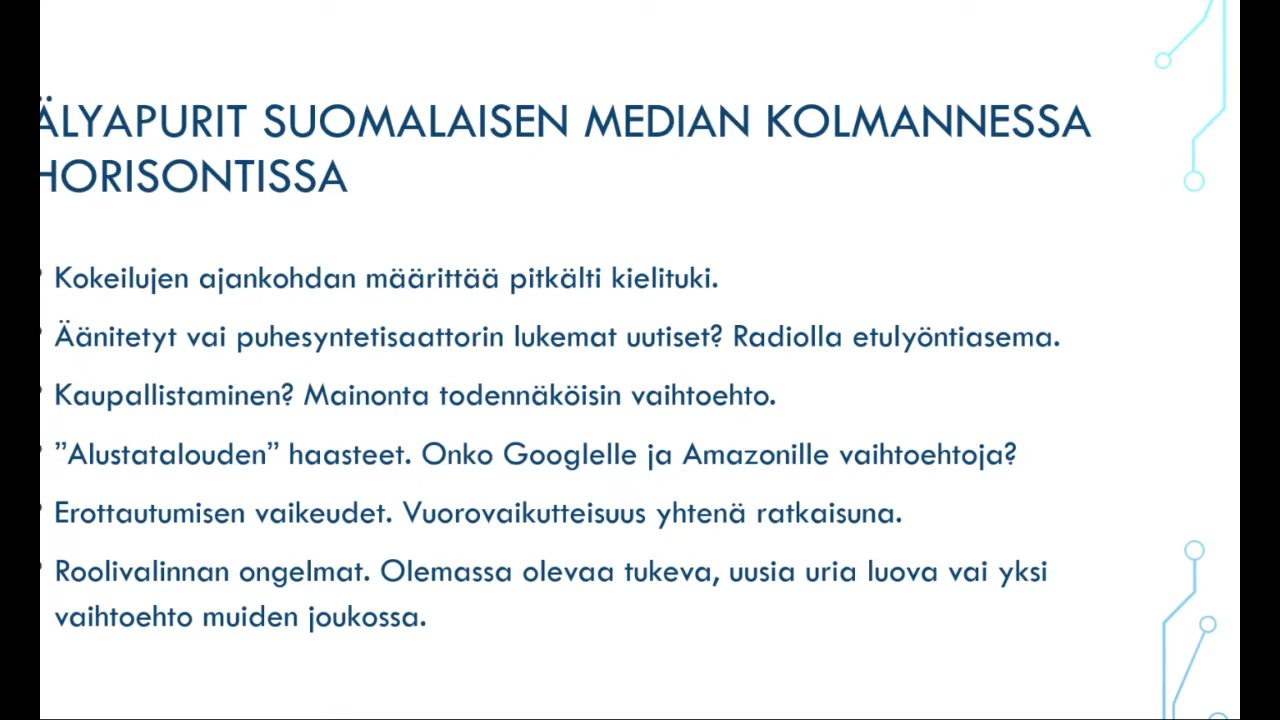 ÄLYAPURIT SUOMALAISEN MEDIAN KOLMANNESSA
HORISONTISSA
Kokeilujen ajankohdan määrittää pitkälti kielituki.
Äänitetyt vai puhesyntetisaattorin lukemat uutiset? Radiolla etulyöntiasema.
Kaupallistaminen? Mainonta todennäköisin vaihtoehto.
”Alustatalouden” haasteet. Onko Googlelle ja Amazonille vaihtoehtoja?
Erottautumisen vaikeudet. Vuorovaikutteisuus yhtenä ratkaisuna.
Roolivalinnan ongelmat. Olemassa olevaa tukeva, uusia uria luova vai yksi
vaihtoehto muiden joukossa.